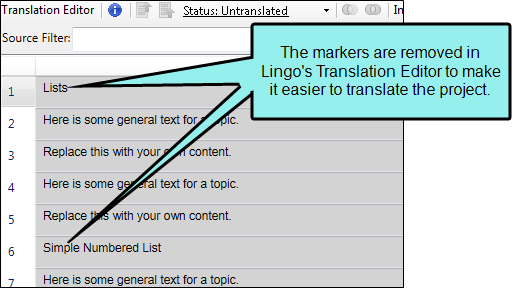 Translation Editor Status: Untranslated In
Source Filter:
The markers are removed in
Lingo's Translation Editor to make
it easier to translate the project.
1 Lists
2 Here is some general text for a topic.
3 Replace this with your own content.
4 Here is some general text for a topic.
5 Replace this with your own content.
6 Simple Numbered List
7 Here is some general text for a topic.